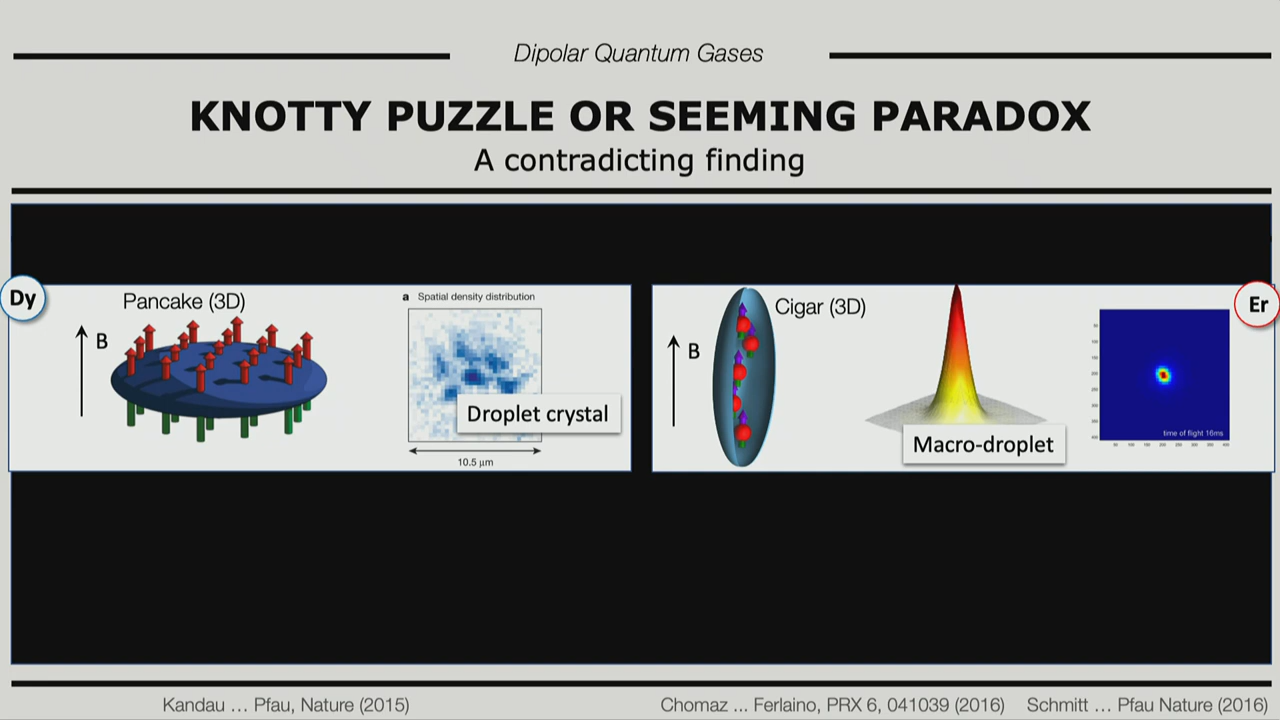 Dipolar Quantum Gases
KNOTTY PUZZLE OR SEEMING PARADOX
A contradicting finding
Dy
Pancake (3D)
B
a Spatial density distribution
Droplet crystal
10.5 µm
Cigar (3D)
B
Er
Macro-droplet
time of flight 16ms
Kandau ... Pfau, Nature (2015)
Chomaz ... Ferlaino, PRX 6, 041039 (2016)
Schmitt ... Pfau Nature (2016)